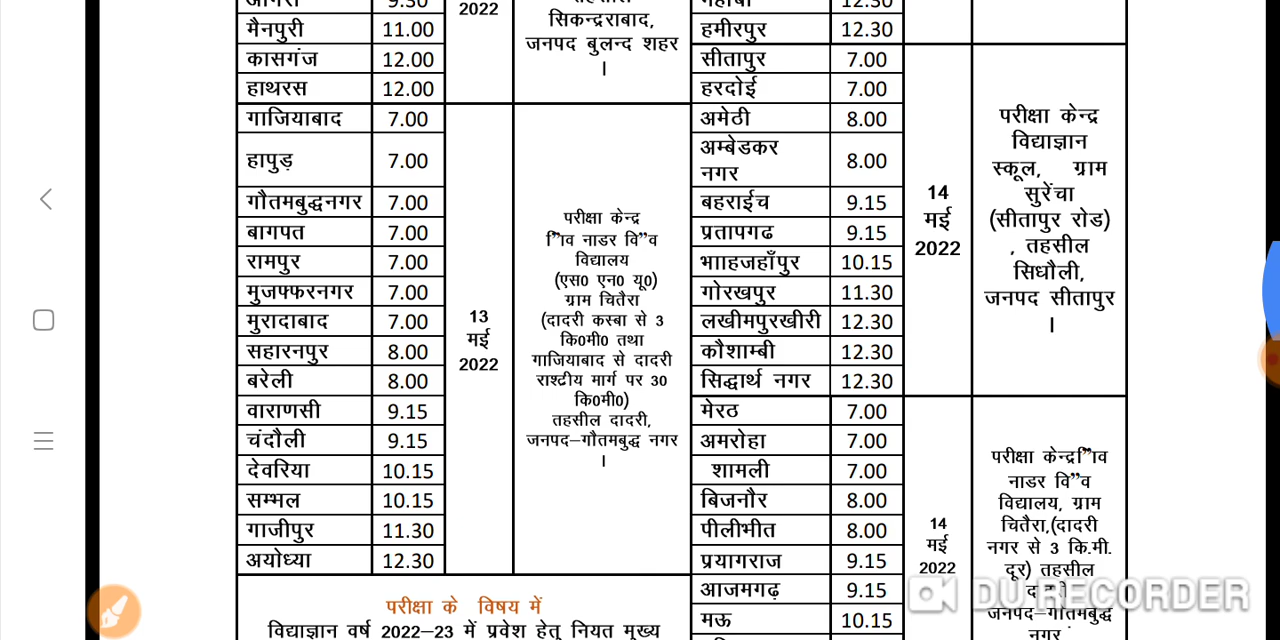 9.30
2022
सिकन्द्राबाद,
जनपद बुलन्द शहर
।
मैनपुरी 11.00
कासगंज 12.00
हाथरस 12.00
गाजियाबाद 7.00
हापुड़ 7.00
गौतमबुद्धनगर 7.00
बागपत 7.00
रामपुर 7.00
मुजफ्फरनगर 7.00
मुरादाबाद 7.00
सहारनपुर 8.00
बरेली 8.00
वाराणसी 9.15
चंदौली 9.15
देवरिया 10.15
सम्भल 10.15
गाजीपुर 11.30
अयोध्या 12.30
13
मई
2022
परीक्षा केन्द्र
िाव नाडर वि”व
विद्यालय
(एस0 एन0 यू0)
ग्राम चितैरा
(दादरी कस्बा से 3
कि0मी0 तथा
गाजियाबाद से दादरी
राश्टीय मार्ग पर 30
कि0मी0)
तहसील दादरी,
जनपद–गौतमबुद्ध नगर
।
परीक्षा के विषय में
विद्याज्ञान वर्ष 2022–23 में प्रवेश हेतु नियत मुख्य
12.30
हमीरपुर 12.30
सीतापुर 7.00
हरदोई 7.00
अमेठी 8.00
अम्बेडकर
नगर 8.00
बहराईच 9.15
प्रतापगढ 9.15
भााहजहाँपुर 10.15
गोरखपुर 11.30
लखीमपुरखीरी 12.30
कौशाम्बी 12.30
सिद्धार्थ नगर 12.30
14
मई
2022
परीक्षा केन्द्र
विद्याज्ञान
स्कूल, ग्राम
सुरेंचा
(सीतापुर रोड)
, तहसील
सिधौली,
जनपद सीतापुर
।
मेरठ 7.00
अमरोहा 7.00
शामली 7.00
बिजनौर 8.00
पीलीभीत 8.00
प्रयागराज 9.15
आजमगढ़ 9.15
मऊ 10.15
14
मई
2022
परीक्षा केन्द्र िाव
नाडर वि”व
विद्यालय, ग्राम
चितैरा,(दादरी
नगर से 3 कि.मी.
दूर) तहसील
जनपद–गौतमबुद्ध
नगर
DU RECORDER